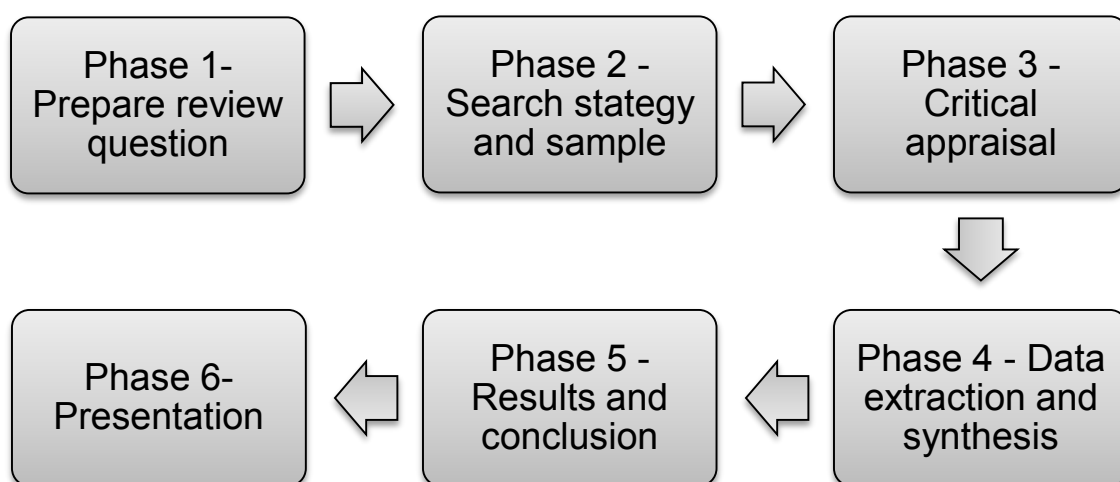 Phase 1-
Prepare review
question
Phase 2 -
Search stategy
and sample
Phase 3 -
Critical
appraisal
Phase 4 - Data
extraction and
synthesis
Phase 5 -
Results and
conclusion
Phase 6-
Presentation